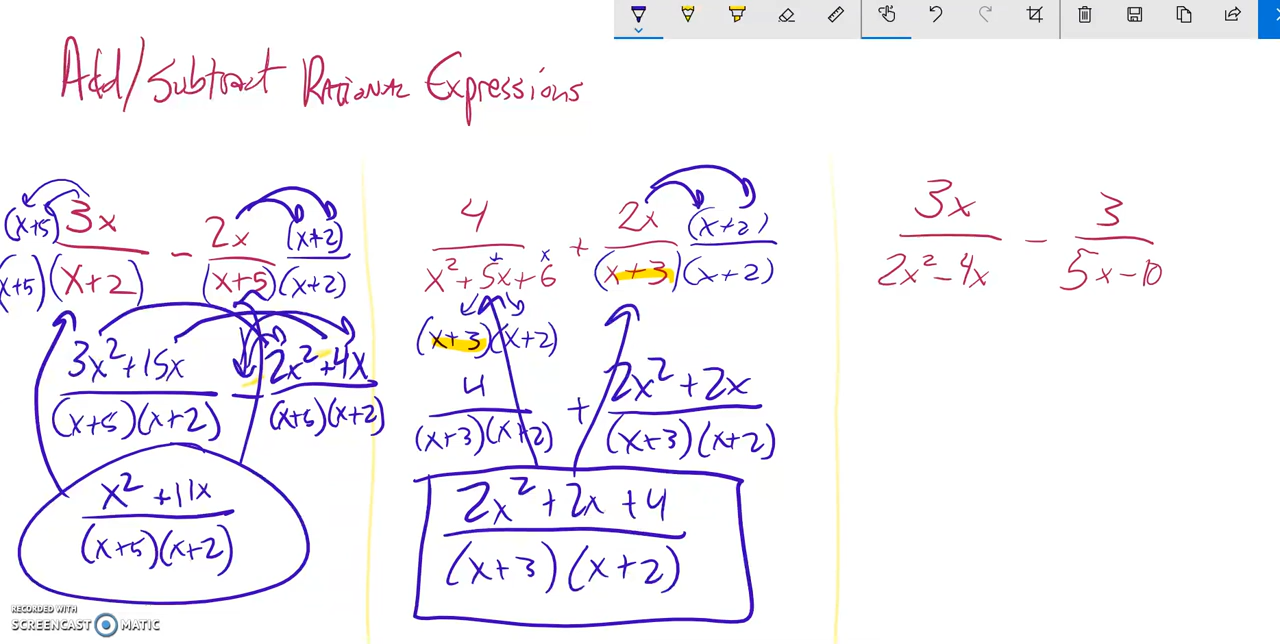 Add/Subtract Rational Expressions
(x+5) 3x / (x+5)(x+2) - 2x (x+2) / (x+5)(x+2)
3x² + 15x / (x+5)(x+2) - 2x² + 4x / (x+5)(x+2)
x² + 11x / (x+5)(x+2)
4 / x² + 5x + 6 + 2x (x+2) / (x+3)(x+2)
+ x
(x+3)(x+2)
4 / (x+3)(x+2) + 2x² + 2x / (x+3)(x+2)
2x² + 2x + 4 / (x+3)(x+2)
3x / 2x² - 4x - 3 / 5x - 10
RECORDED WITH
SCREENCAST MATIC